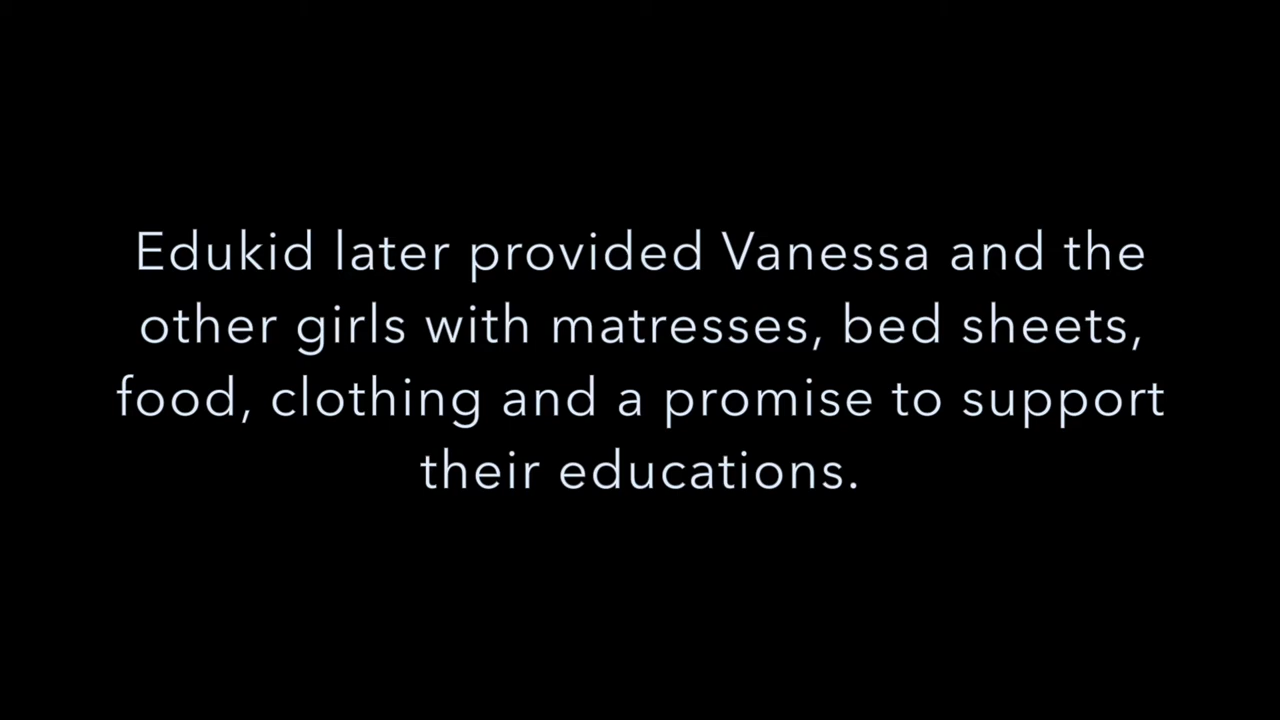 Edukid later provided Vanessa and the
other girls with matresses, bed sheets,
food, clothing and a promise to support
their educations.